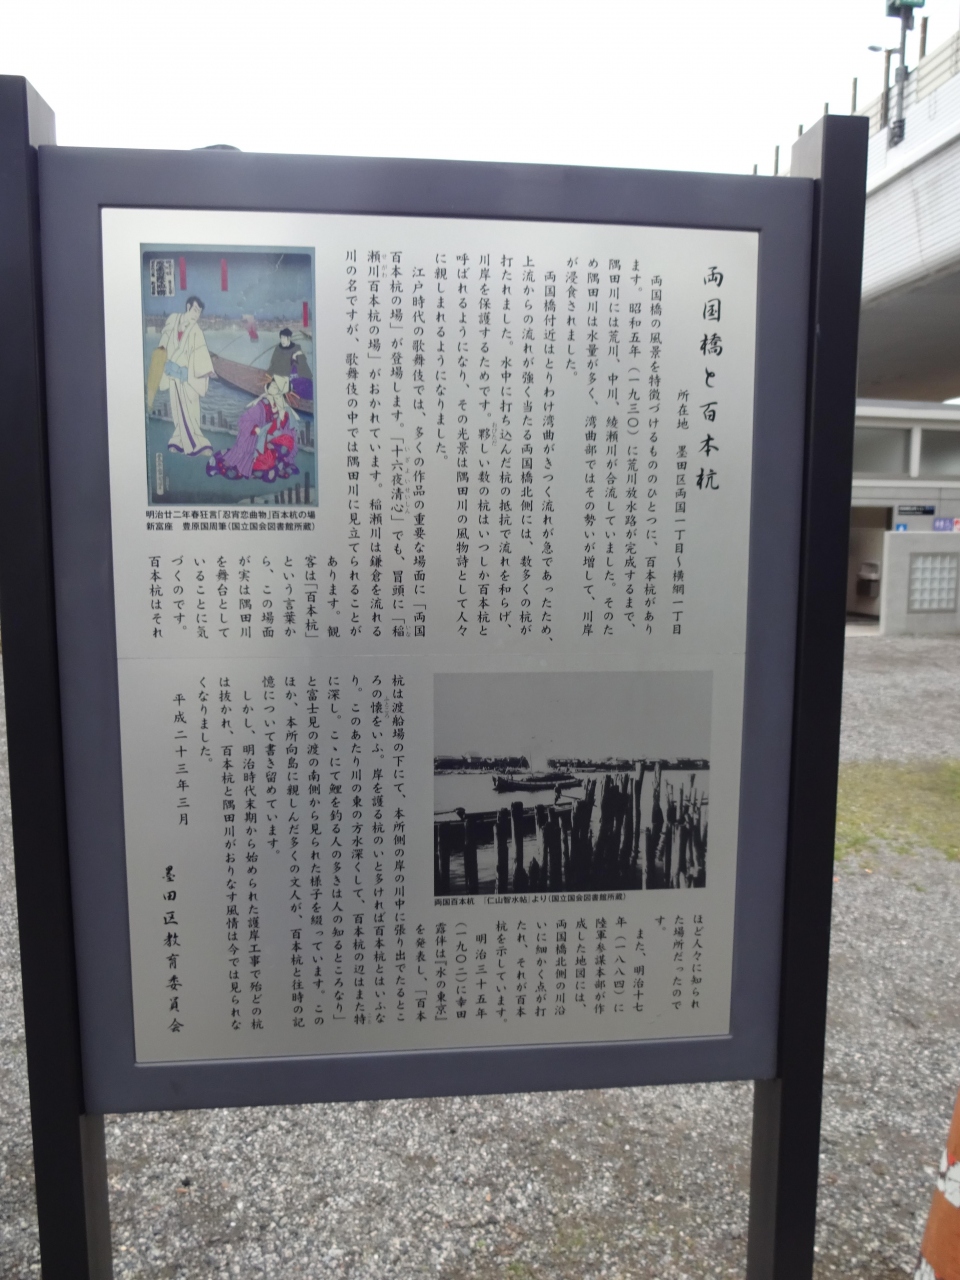 両国橋と百本杭
所在地　墨田区両国一丁目～横網一丁目
両国橋の風景を特徴づけるもののひとつに、百本杭があり
ます。昭和五年（一九三〇）に荒川放水路が完成するまで、
隅田川には荒川、中川、綾瀬川が合流していました。そのた
め隅田川は水量が多く、湾曲部ではその勢いが増して、川岸
が浸食されました。
両国橋付近はとりわけ湾曲がきつく流れが急であったため、
上流からの流れが強く当たる両国橋北側には、数多くの杭が
打たれました。水中に打ち込んだ杭の抵抗で流れを和らげ、
川岸を保護するためです。夥しい数の杭はいつしか百本杭と
呼ばれるようになり、その光景は隅田川の風物詩として人々
に親しまれるようになりました。
江戸時代の歌舞伎では、多くの作品の重要な場面に「両国
百本杭の場」が登場します。「十六夜清心」でも、冒頭に「稲
瀬川百本杭の場」がおかれています。稲瀬川は鎌倉を流れる
川の名ですが、歌舞伎の中では隅田川に見立てられることが
あります。観
客は「百本杭」
という言葉か
ら、この場面
が実は隅田川
を舞台として
いることに気
づくのです。
百本杭はそれ
明治廿二年春狂言「忍宵恋曲物」百本杭の場
新富座　豊原国周筆（国立国会図書館所蔵）
ほど人々に知られ
た場所だったので
す。
また、明治十七
年（一八八四）に
陸軍参謀本部が作
成した地図には、
両国橋北側の川沿
いに細かく点が打
たれ、それが百本
杭を示しています。
明治三十五年
（一九〇二）に幸田
露伴は『水の東京』
を発表し、「百本
杭は渡船場の下にて、本所側の岸の川中に張り出でたるとこ
ろの懐をいふ。岸を護る杭のいと多ければ百本杭とはいふな
り。このあたり川の東の方水深くして、百本杭の辺はまた特
に深し。こゝにて鯉を釣る人の多きは人の知るところなり」
と富士見の渡の南側から見られた様子を綴っています。この
ほか、本所向島に親しんだ多くの文人が、百本杭と往時の記
憶について書き留めています。
しかし、明治時代末期から始められた護岸工事で殆どの杭
は抜かれ、百本杭と隅田川がおりなす風情は今では見られな
くなりました。
平成二十三年三月
墨田区教育委員会
両国百本杭　「仁山智水帖」より（国立国会図書館所蔵）